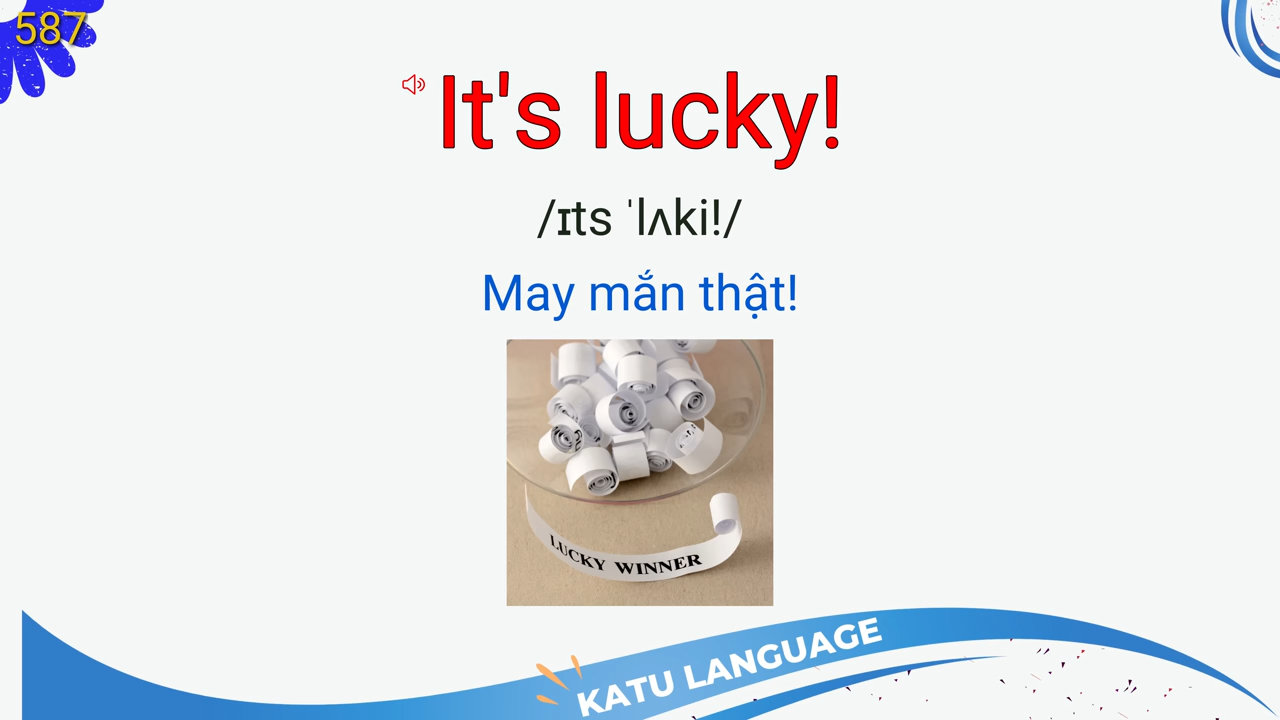 587
It's lucky!
/ɪts ˈlʌki!/
May mắn thật!
LUCKY WINNER
KATU LANGUAGE